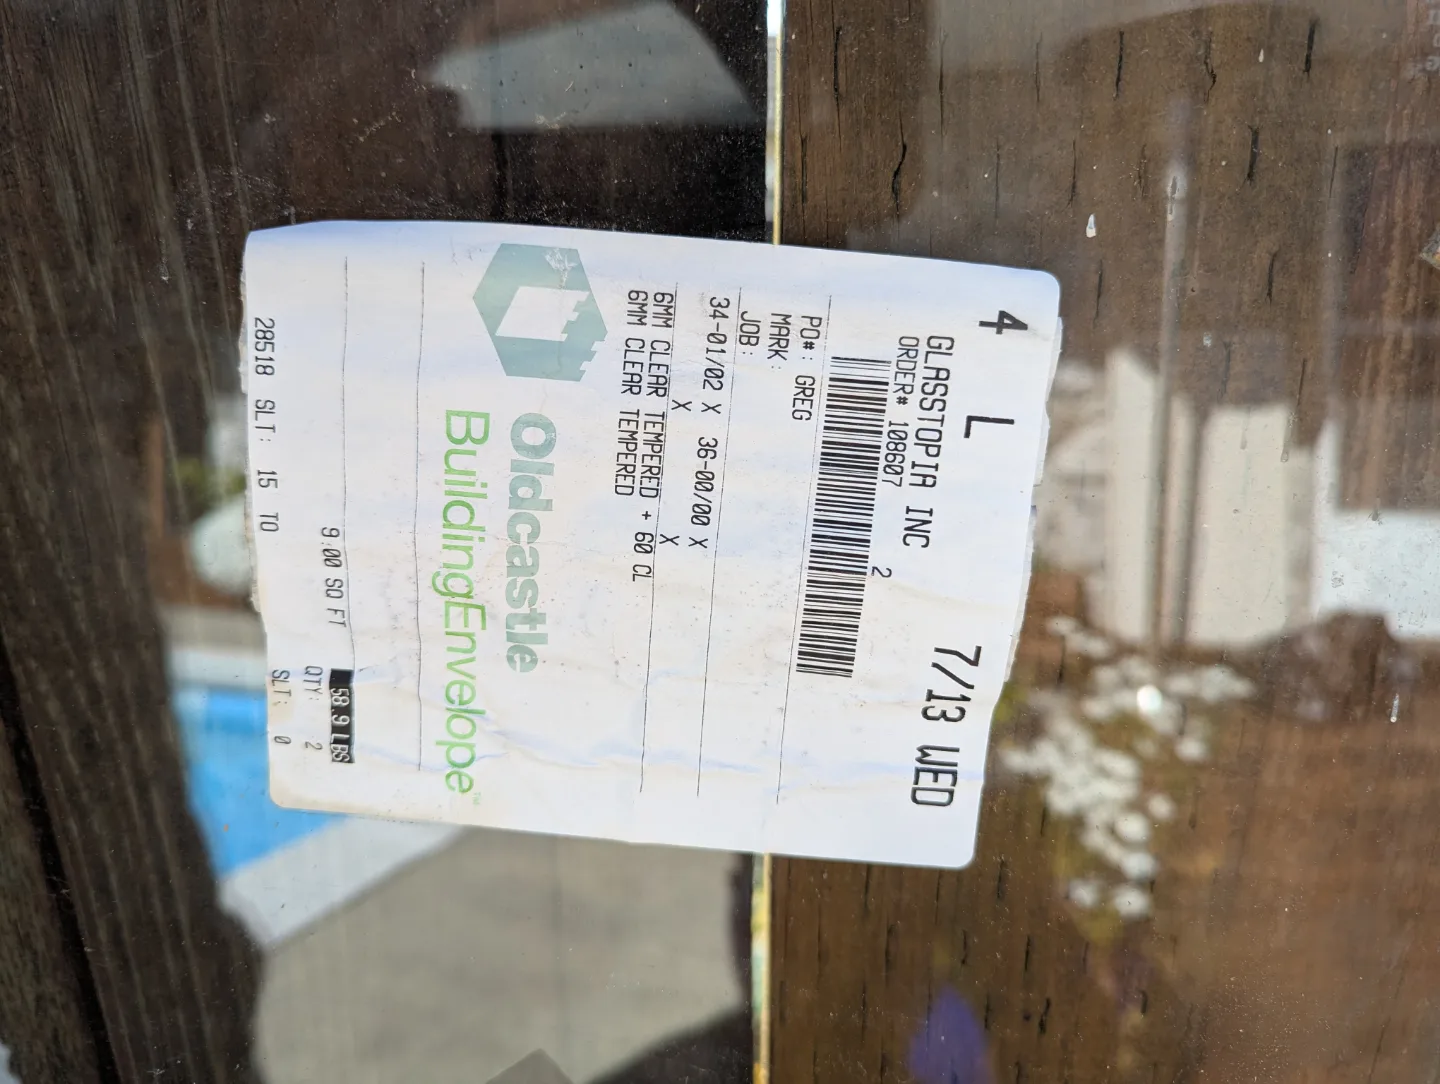 4 L 7/13 WED
GLASSTOPIA INC
ORDER# 108607 2
PO#: GREG
MARK:
JOB:
34-01/02 X 36-00/00 X
X X
6MM CLEAR TEMPERED + 60 CL
6MM CLEAR TEMPERED
Oldcastle
BuildingEnvelope™
58.9 LBS
9.00 SQ FT QTY: 2
28518 SLT: 15 TO SLT: 0